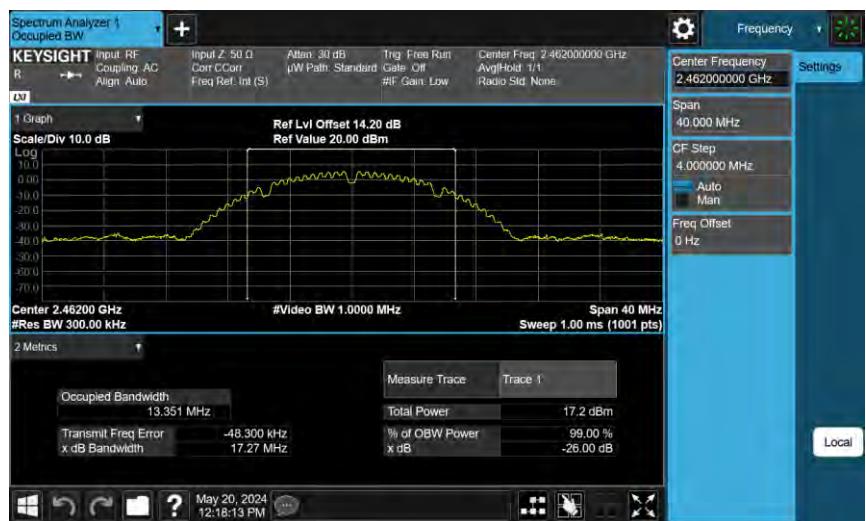 Spectrum Analyzer 1
Occupied BW
+
Frequency
KEYSIGHT
R
LXI
Input: RF
Coupling: AC
Align: Auto
Input Z: 50 Ω
Corr CCorr
Freq Ref: Int (S)
Atten: 30 dB
µW Path: Standard
Trig: Free Run
Gate: Off
#IF Gain: Low
Center Freq: 2.462000000 GHz
Avg|Hold: 1/1
Radio Std: None
Center Frequency
2.462000000 GHz
Settings
Span
40.000 MHz
CF Step
4.000000 MHz
Auto
Man
Freq Offset
0 Hz
Local
1 Graph
Scale/Div 10.0 dB
Ref Lvl Offset 14.20 dB
Ref Value 20.00 dBm
Log
10.0
0.00
-10.0
-20.0
-30.0
-40.0
-50.0
-60.0
-70.0
Center 2.46200 GHz
#Video BW 1.0000 MHz
Span 40 MHz
#Res BW 300.00 kHz
Sweep 1.00 ms (1001 pts)
2 Metrics
Measure Trace
Trace 1
Occupied Bandwidth
13.351 MHz
Total Power
17.2 dBm
Transmit Freq Error
-48.300 kHz
% of OBW Power
99.00 %
x dB Bandwidth
17.27 MHz
x dB
-26.00 dB
?
May 20, 2024
12:18:13 PM